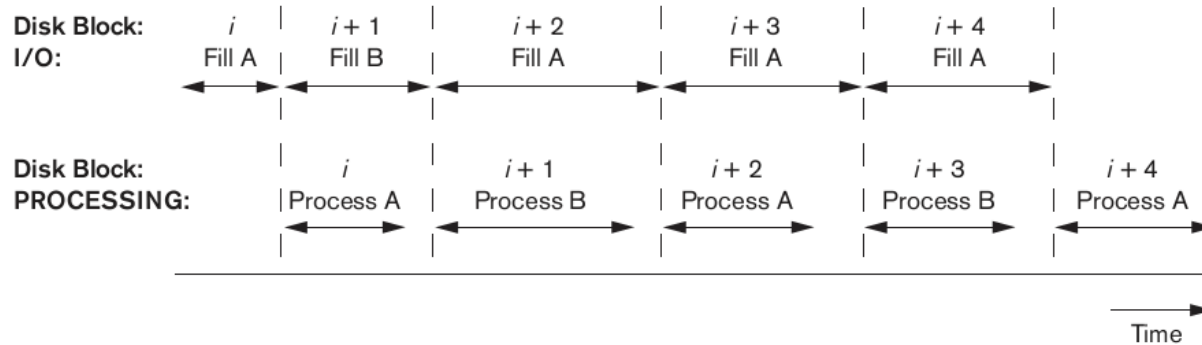 Disk Block: i i + 1 i + 2 i + 3 i + 4
I/O: Fill A Fill B Fill A Fill A Fill A
Disk Block: i i + 1 i + 2 i + 3 i + 4
PROCESSING: Process A Process B Process A Process B Process A
Time